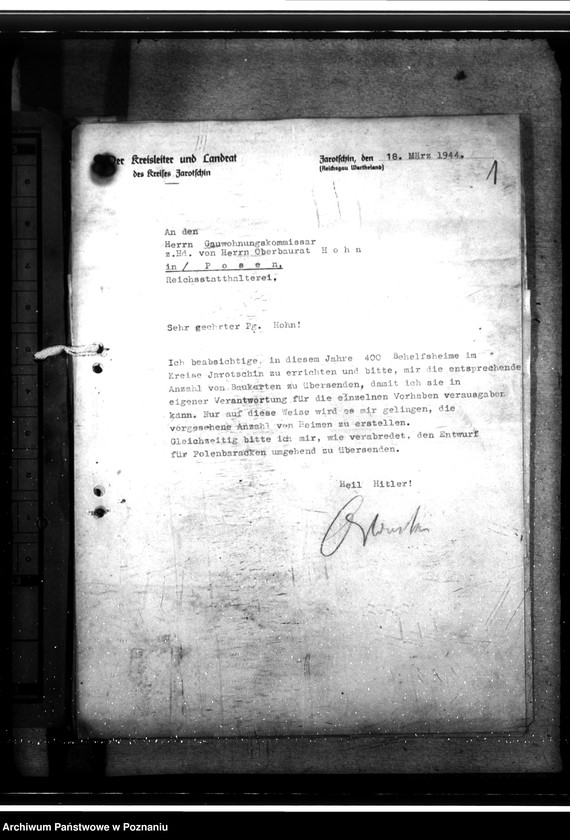 Der Kreisleiter und Landrat
des Kreises Jarotschin
Jarotschin, den 18. März 1944.
(Reichsgau Wartheland)
1
An den
Herrn Gauwohnungskommissar
z.Hd. von Herrn Oberbaurat H o h n
in / P o s e n,
Reichsstatthalterei.
Sehr geehrter Pg. Hohn!
Ich beabsichtige, in diesem Jahre 400 Behelfsheime im
Kreise Jarotschin zu errichten und bitte, mir die entsprechende
Anzahl von Baukarten zu übersenden, damit ich sie in
eigener Verantwortung für die einzelnen Vorhaben verausgaben
kann. Nur auf diese Weise wird es mir gelingen, die
vorgesehene Anzahl von Heimen zu erstellen.
Gleichzeitig bitte ich mir, wie verabredet, den Entwurf
für Polenbaracken umgehend zu übersenden.
Heil Hitler!
Archiwum Państwowe w Poznaniu